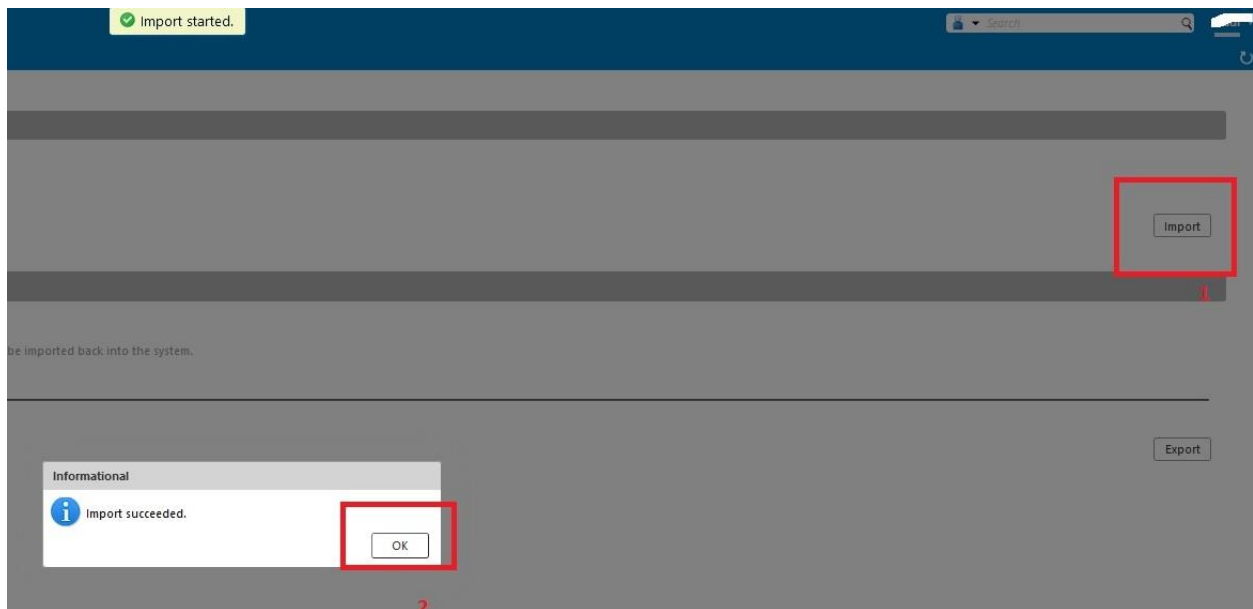 Import started.
Search
Import
1
be imported back into the system.
Export
Informational
Import succeeded.
OK
2